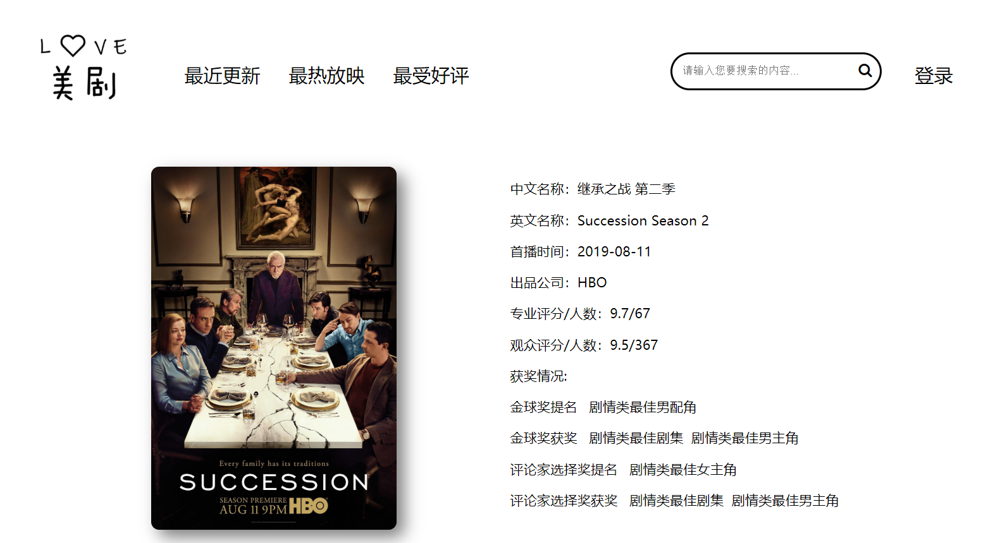 L♡VE
美剧
最近更新 最热放映 最受好评
请输入您要搜索的内容...
登录
中文名称：继承之战 第二季
英文名称：Succession Season 2
首播时间：2019-08-11
出品公司：HBO
专业评分/人数：9.7/67
观众评分/人数：9.5/367
获奖情况:
金球奖提名 剧情类最佳男配角
金球奖获奖 剧情类最佳剧集 剧情类最佳男主角
评论家选择奖提名 剧情类最佳女主角
评论家选择奖获奖 剧情类最佳剧集 剧情类最佳男主角
Every family has its traditions
SUCCESSION
SEASON PREMIERE
AUG 11 9PM HBO